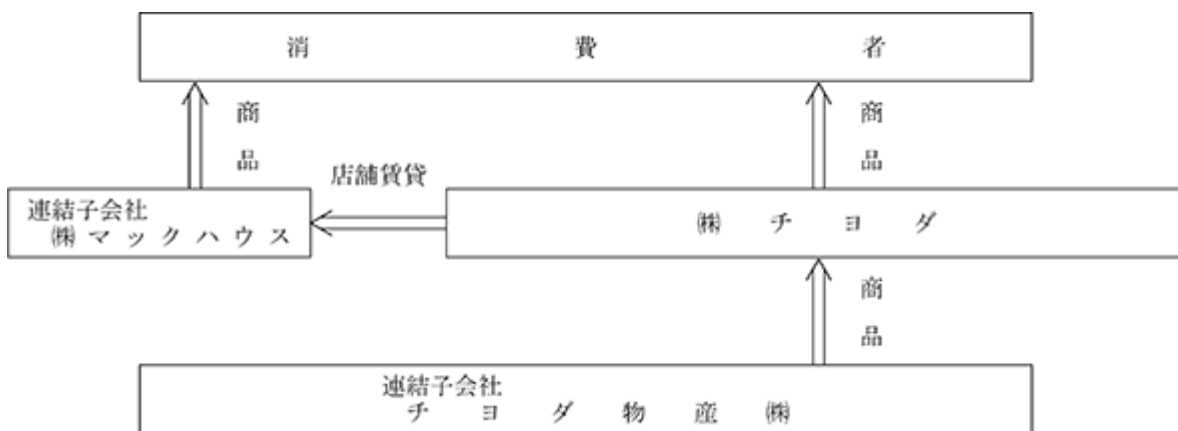 消費者
商品
商品
店舗賃貸
連結子会社
㈱マックハウス
㈱チヨダ
商品
連結子会社
チヨダ物産㈱